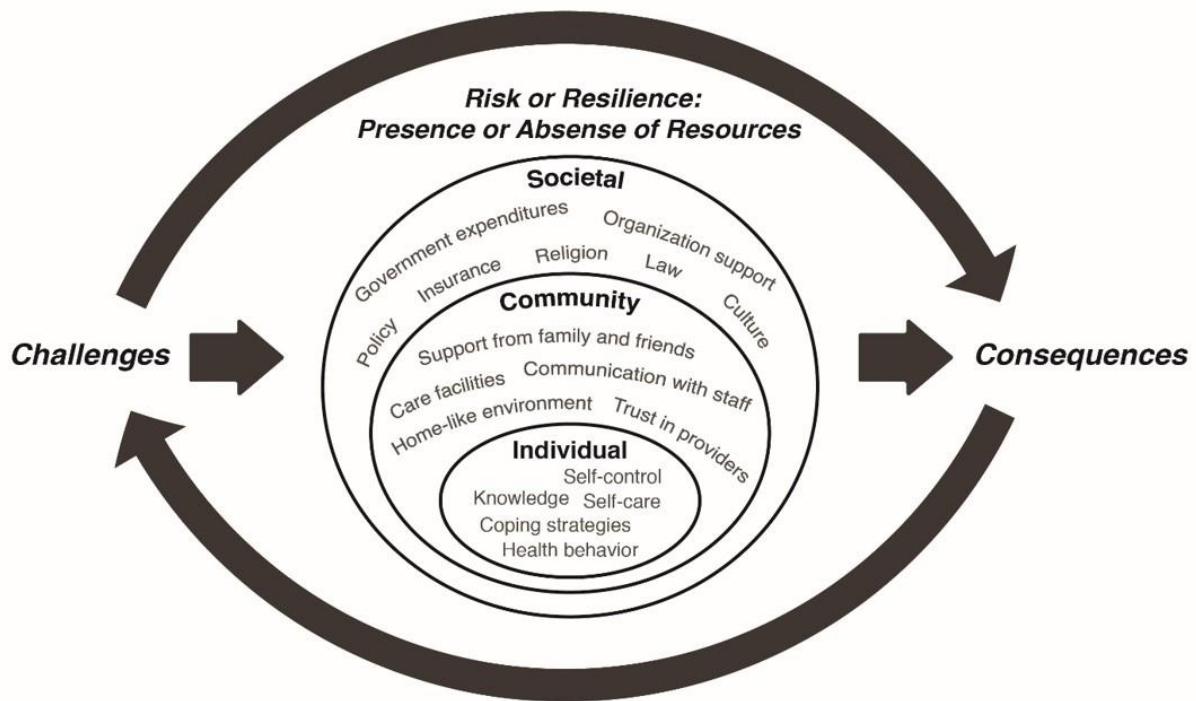 Risk or Resilience:
Presence or Absense of Resources
Societal
Government expenditures
Organization support
Policy
Insurance
Religion
Law
Culture
Community
Support from family and friends
Care facilities
Communication with staff
Home-like environment
Trust in providers
Individual
Self-control
Knowledge
Self-care
Coping strategies
Health behavior
Challenges
Consequences